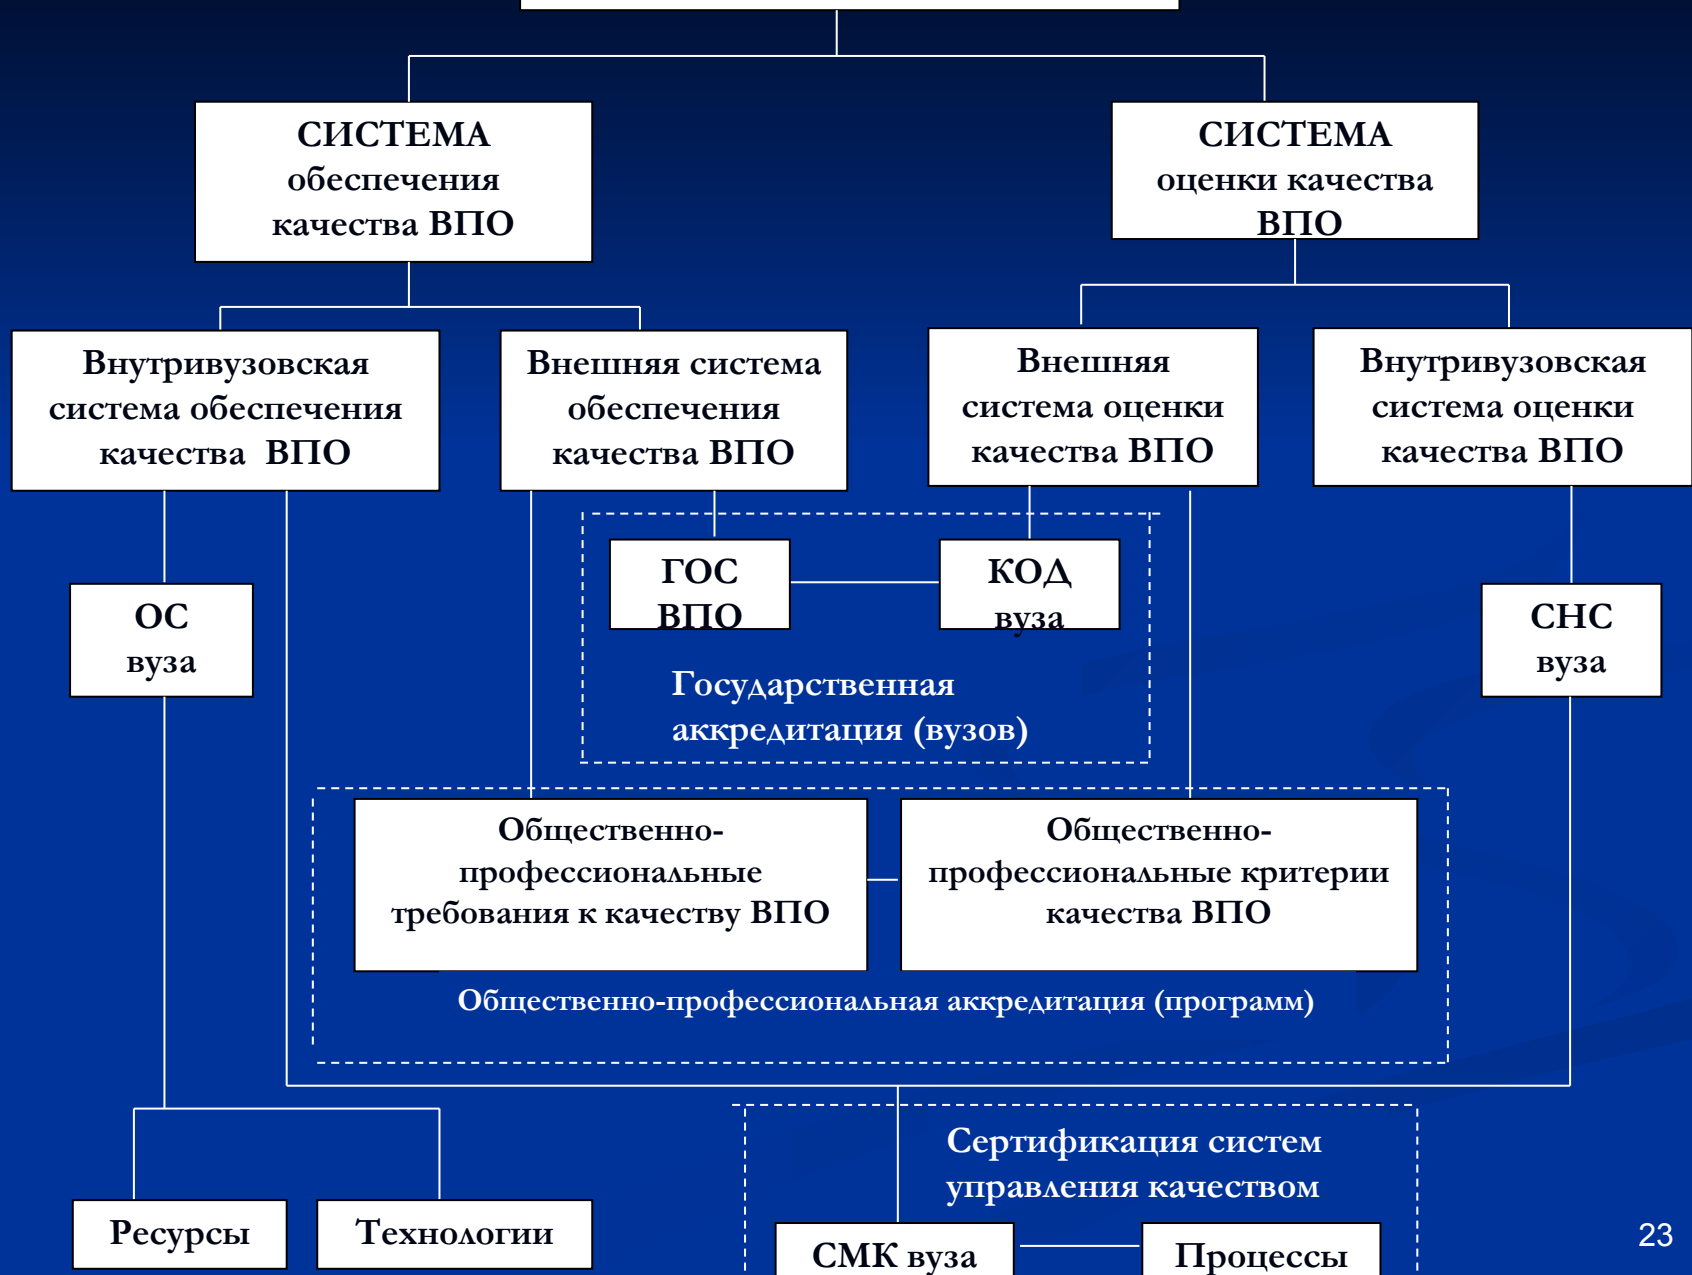 СИСТЕМА
обеспечения
качества ВПО
СИСТЕМА
оценки качества
ВПО
Внутривузовская
система обеспечения
качества ВПО
Внешняя система
обеспечения
качества ВПО
Внешняя
система оценки
качества ВПО
Внутривузовская
система оценки
качества ВПО
ГОС
ВПО
КОД
вуза
ОС
вуза
СНС
вуза
Государственная
аккредитация (вузов)
Общественно-
профессиональные
требования к качеству ВПО
Общественно-
профессиональные критерии
качества ВПО
Общественно-профессиональная аккредитация (программ)
Сертификация систем
управления качеством
Ресурсы
Технологии
СМК вуза
Процессы
23